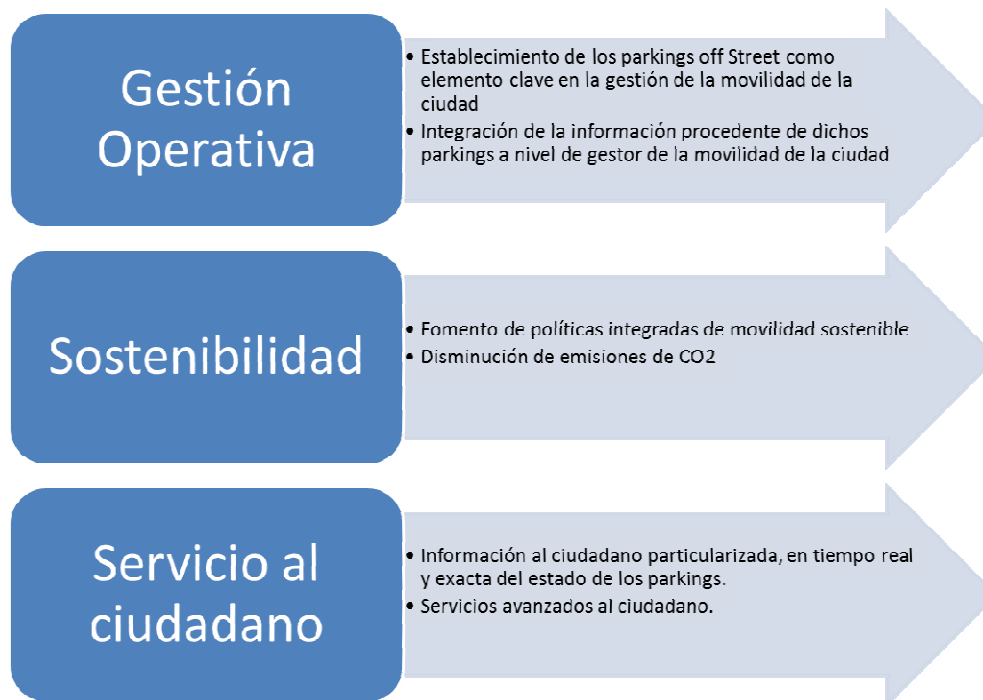 Gestión
Operativa
• Establecimiento de los parkings off Street como
elemento clave en la gestión de la movilidad de la
ciudad
• Integración de la información procedente de dichos
parkings a nivel de gestor de la movilidad de la ciudad
Sostenibilidad
• Fomento de políticas integradas de movilidad sostenible
• Disminución de emisiones de CO2
Servicio al
ciudadano
• Información al ciudadano particularizada, en tiempo real
y exacta del estado de los parkings.
• Servicios avanzados al ciudadano.